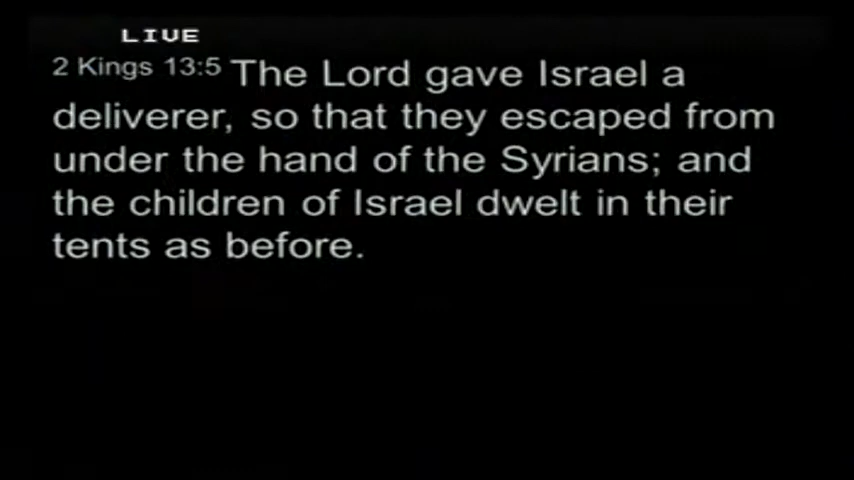 LIVE
2 Kings 13:5 The Lord gave Israel a
deliverer, so that they escaped from
under the hand of the Syrians; and
the children of Israel dwelt in their
tents as before.